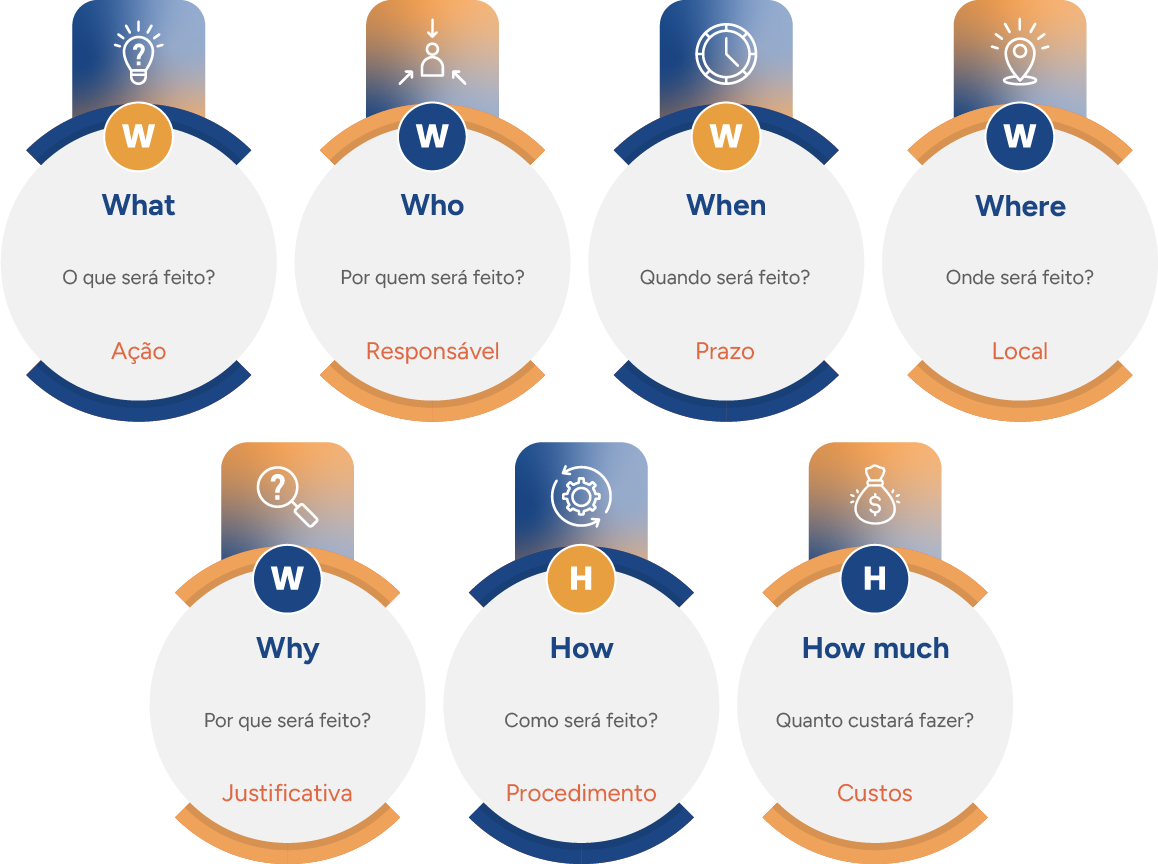 ?
W
What
O que será feito?
Ação
W
Who
Por quem será feito?
Responsável
W
When
Quando será feito?
Prazo
W
Where
Onde será feito?
Local
?
W
Why
Por que será feito?
Justificativa
H
How
Como será feito?
Procedimento
$
H
How much
Quanto custará fazer?
Custos